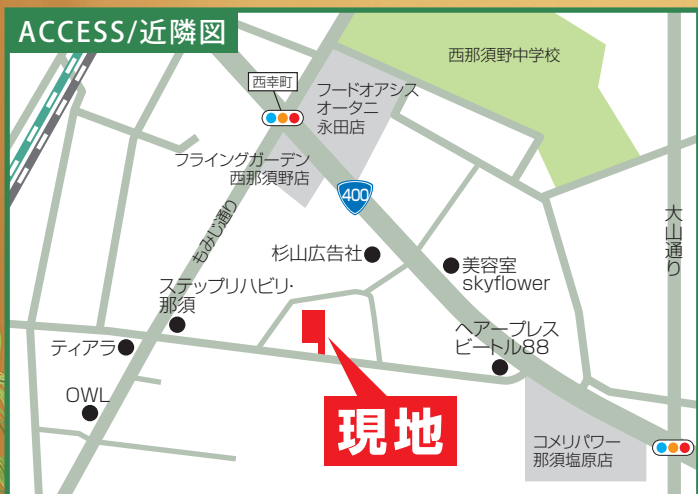 ACCESS/近隣図
西那須野中学校
西幸町
フードオアシス
オータニ
永田店
フライングガーデン
西那須野店
400
もみじ通り
大山通り
杉山広告社
美容室
skyflower
ステップリハビリ・
那須
ティアラ
ヘアープレス
ビートル88
OWL
現地
コメリパワー
那須塩原店